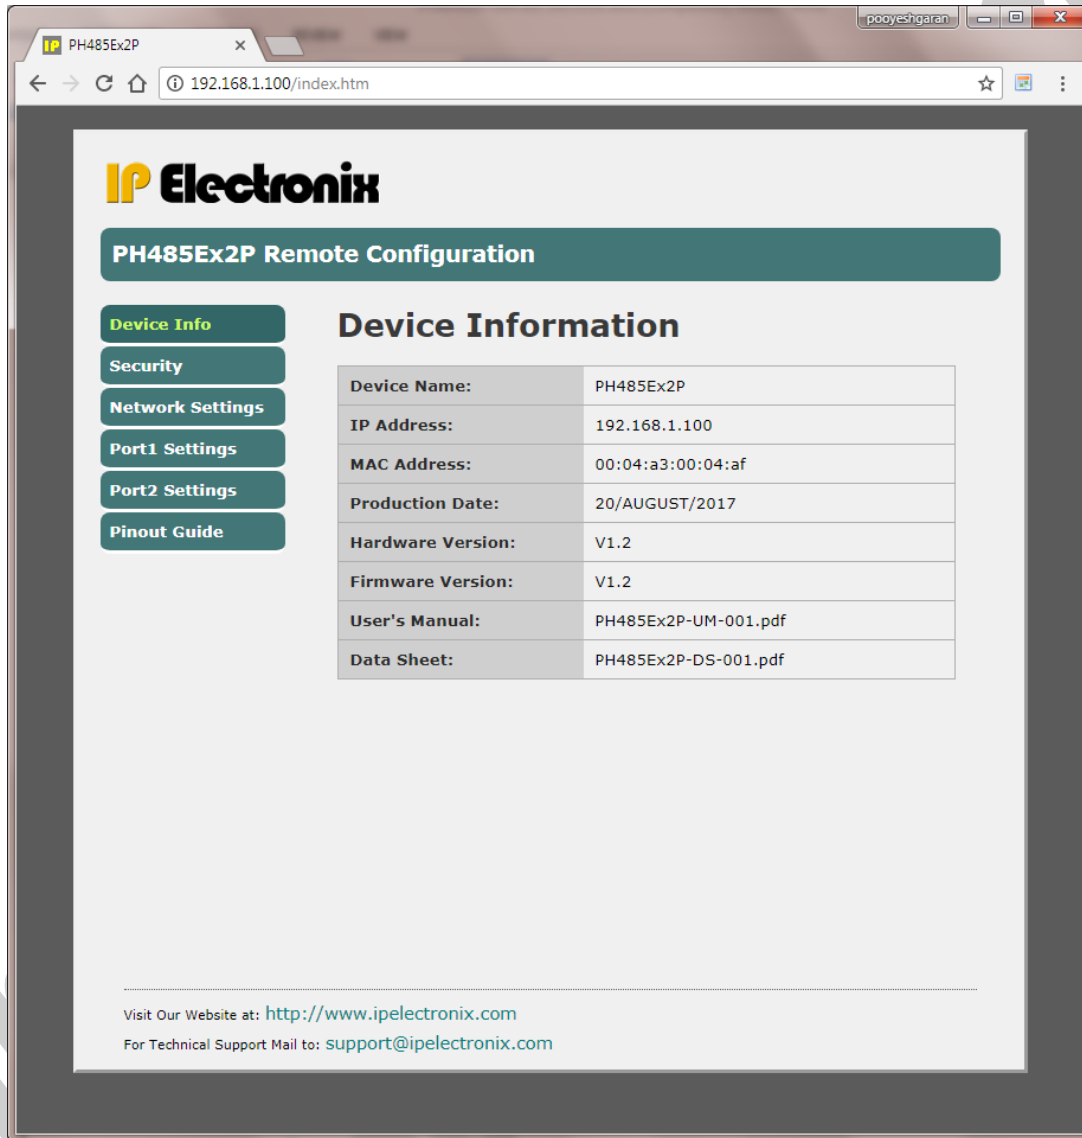 pooyeshgaran
PH485Ex2P
192.168.1.100/index.htm
IP Electronix
PH485Ex2P Remote Configuration
Device Info
Security
Network Settings
Port1 Settings
Port2 Settings
Pinout Guide
Device Information
Device Name: PH485Ex2P
IP Address: 192.168.1.100
MAC Address: 00:04:a3:00:04:af
Production Date: 20/AUGUST/2017
Hardware Version: V1.2
Firmware Version: V1.2
User's Manual: PH485Ex2P-UM-001.pdf
Data Sheet: PH485Ex2P-DS-001.pdf
Visit Our Website at: http://www.ipelectronix.com
For Technical Support Mail to: support@ipelectronix.com